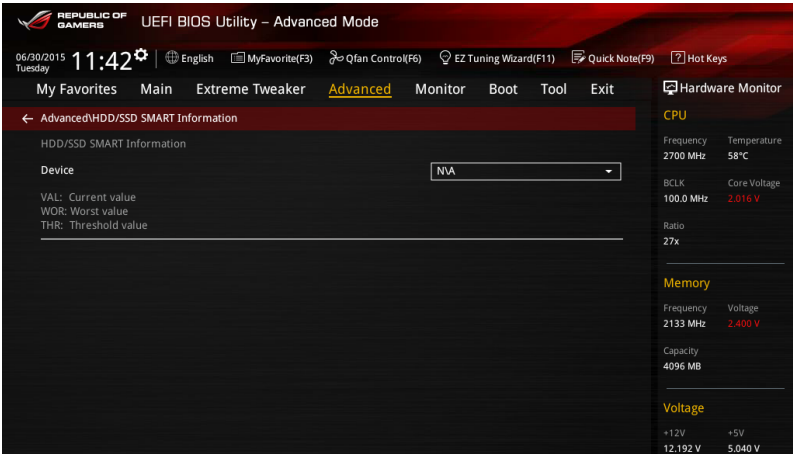 REPUBLIC OF
GAMERS
UEFI BIOS Utility – Advanced Mode
06/30/2015
Tuesday
11:42
English
MyFavorite(F3)
Qfan Control(F6)
EZ Tuning Wizard(F11)
Quick Note(F9)
? Hot Keys
My Favorites Main Extreme Tweaker Advanced Monitor Boot Tool Exit
← Advanced\HDD/SSD SMART Information
HDD/SSD SMART Information
Device N\A
VAL: Current value
WOR: Worst value
THR: Threshold value
Hardware Monitor
CPU
Frequency Temperature
2700 MHz 58°C
BCLK Core Voltage
100.0 MHz 2.016 V
Ratio
27x
Memory
Frequency Voltage
2133 MHz 2.400 V
Capacity
4096 MB
Voltage
+12V +5V
12.192 V 5.040 V